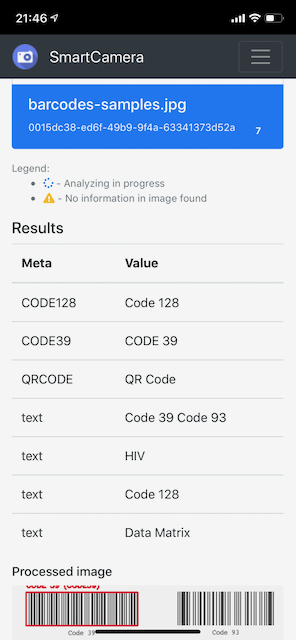 21:46
SmartCamera
barcodes-samples.jpg
0015dc38-ed6f-49b9-9f4a-63341373d52a 7
Legend:
- Analyzing in progress
- No information in image found
Results
Meta Value
CODE128 Code 128
CODE39 CODE 39
QRCODE QR Code
text Code 39 Code 93
text HIV
text Code 128
text Data Matrix
Processed image
CODE 39 (CODE39)
Code 39 Code 93